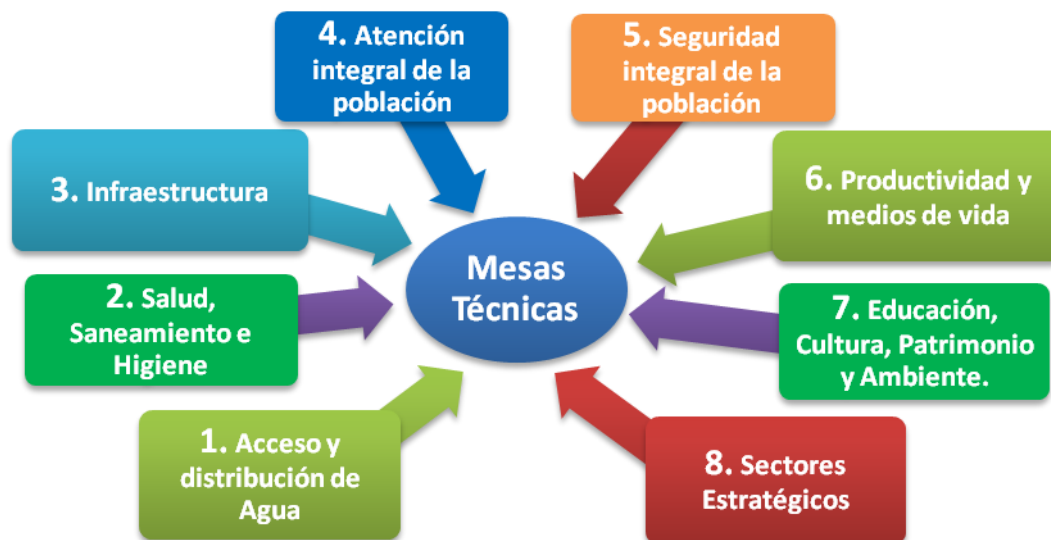 4. Atención
integral de la
población
5. Seguridad
integral de la
población
3. Infraestructura
6. Productividad y
medios de vida
Mesas
Técnicas
2. Salud,
Saneamiento e
Higiene
7. Educación,
Cultura, Patrimonio
y Ambiente.
1. Acceso y
distribución de
Agua
8. Sectores
Estratégicos